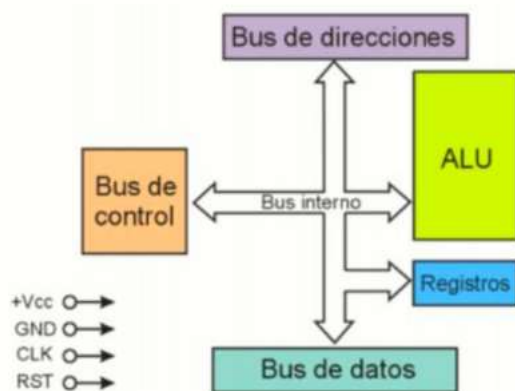 Bus de direcciones
ALU
Bus de
control
Bus interno
Registros
+Vcc
GND
CLK
RST
Bus de datos